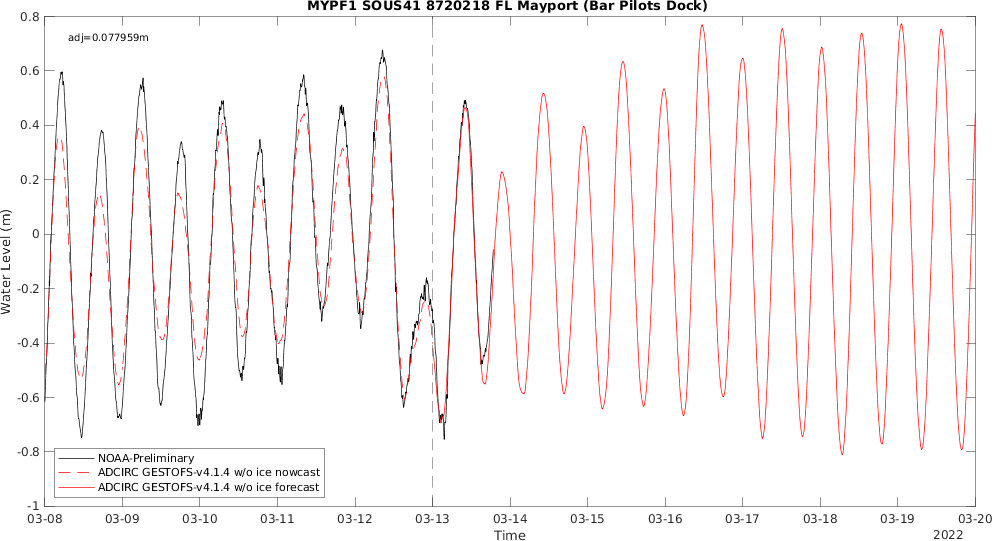 MYPF1 SOUS41 8720218 FL Mayport (Bar Pilots Dock)
adj=0.077959m
0.8
0.6
0.4
0.2
0
-0.2
-0.4
-0.6
-0.8
-1
Water Level (m)
NOAA-Preliminary
ADCIRC GESTOFS-v4.1.4 w/o ice nowcast
ADCIRC GESTOFS-v4.1.4 w/o ice forecast
03-08 03-09 03-10 03-11 03-12 03-13 03-14 03-15 03-16 03-17 03-18 03-19 03-20
Time
2022